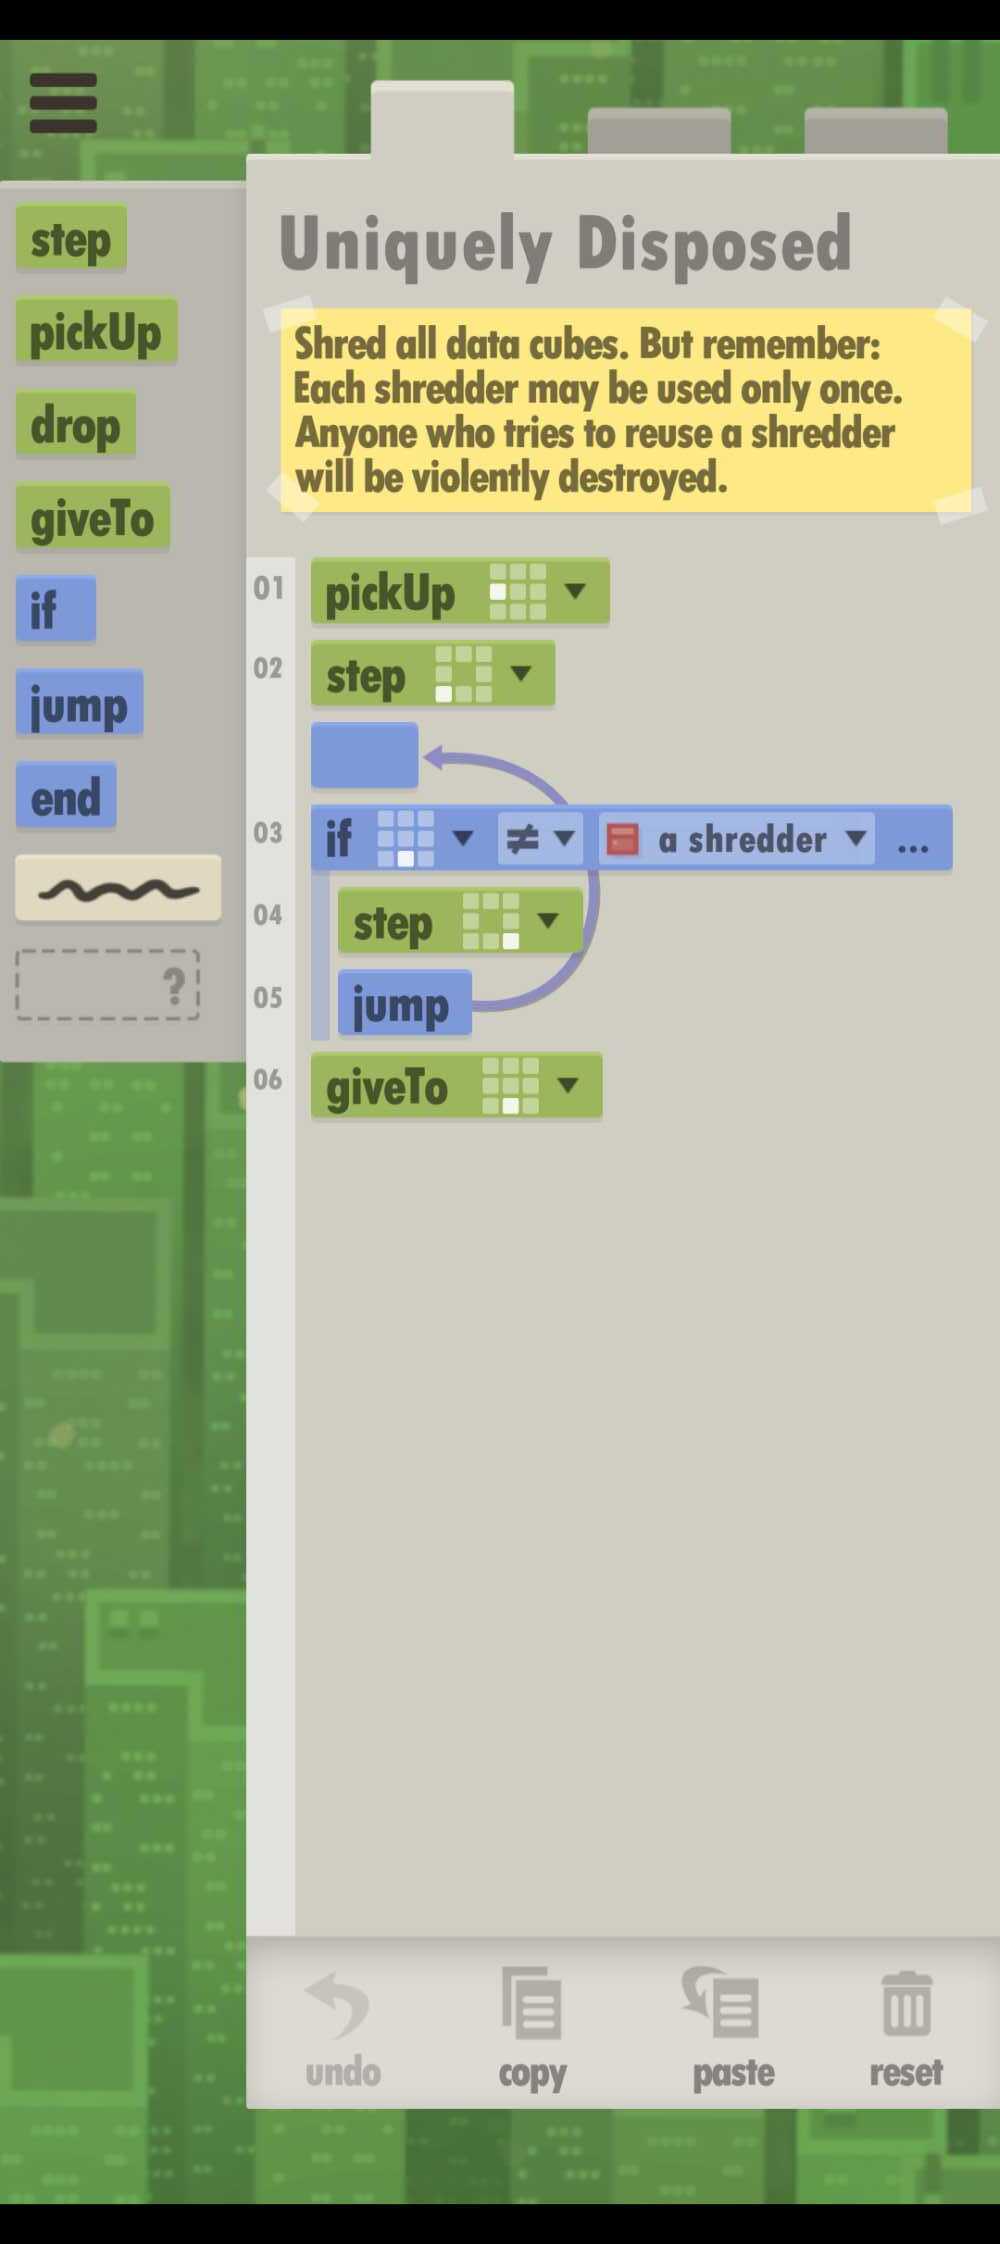 Uniquely Disposed
Shred all data cubes. But remember:
Each shredder may be used only once.
Anyone who tries to reuse a shredder
will be violently destroyed.
step
pickUp
drop
giveTo
if
jump
end
?
01 pickUp
02 step
03 if ≠ a shredder ...
04 step
05 jump
06 giveTo
undo copy paste reset